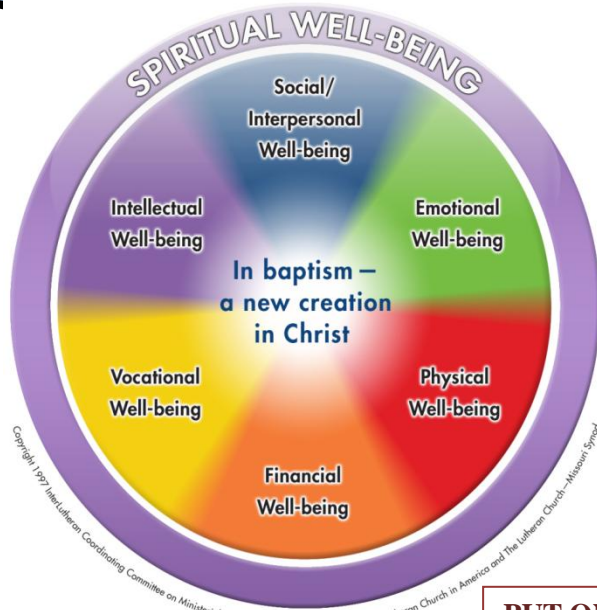 SPIRITUAL WELL-BEING
Social/
Interpersonal
Well-being
Intellectual
Well-being
Emotional
Well-being
In baptism –
a new creation
in Christ
Vocational
Well-being
Physical
Well-being
Financial
Well-being
Copyright 1997 InterLutheran Coordinating Committee on
Church in America and The Lutheran Church—Missouri Synod
PUT